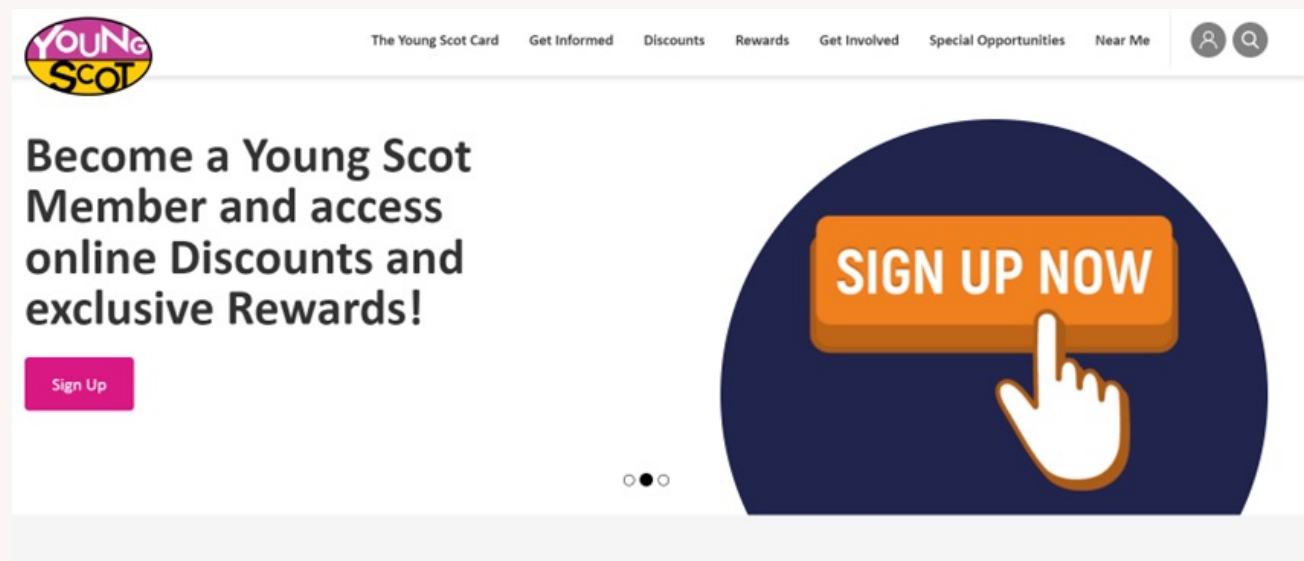 YOUNG
SCOT
The Young Scot Card Get Informed Discounts Rewards Get Involved Special Opportunities Near Me
Become a Young Scot
Member and access
online Discounts and
exclusive Rewards!
Sign Up
SIGN UP NOW